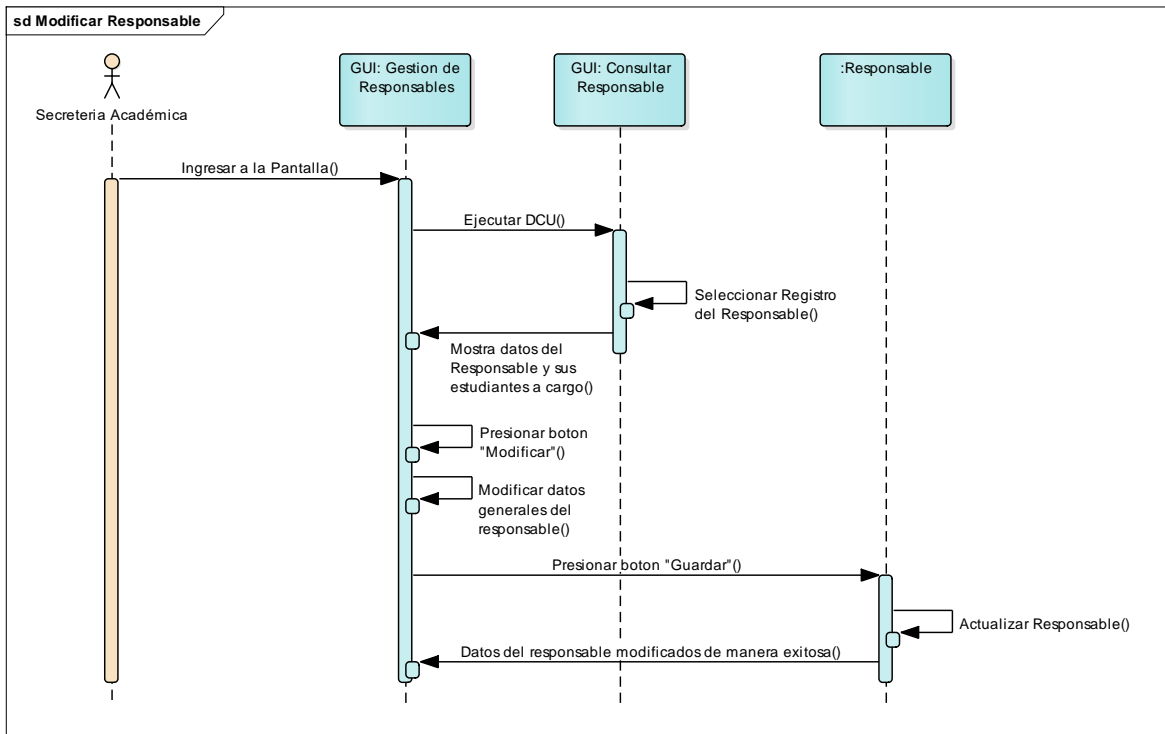 sd Modificar Responsable
Secreteria Académica
GUI: Gestion de
Responsables
GUI: Consultar
Responsable
:Responsable
Ingresar a la Pantalla()
Ejecutar DCU()
Seleccionar Registro
del Responsable()
Mostra datos del
Responsable y sus
estudiantes a cargo()
Presionar boton
"Modificar"()
Modificar datos
generales del
responsable()
Presionar boton "Guardar"()
Actualizar Responsable()
Datos del responsable modificados de manera exitosa()